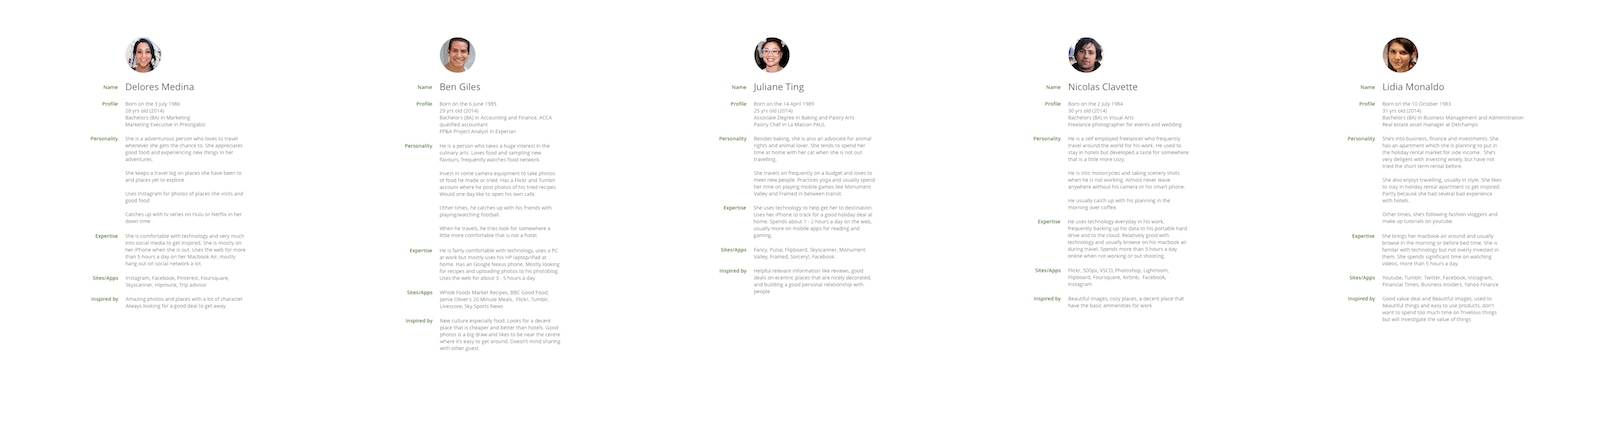 Name Delores Medina
Profile Born on the 3 July 1986
28 yrs old (2014)
Bachelors (BA) in Marketing
Marketing Executive in Prestigabo
Personality She is a adventurous person who loves to travel
whenever she gets the chance to. She appreciates
good food and experiencing new things in her
adventures.
She keeps a travel log on places she have been to
and places yet to explore
Uses Instagram for photos of places she visits and
good food
Catches up with tv series on Hulu or Netflix in her
down time
Expertise She is comfortable with technology and very much
into social media to get inspired. She is mostly on
her iPhone when she is out. Uses the web for more
than 5 hours a day on her Macbook Air, mostly
hang out on social network a lot.
Sites/Apps Instagram, Facebook, Pinterest, Foursquare,
Skyscanner, Hipmunk, Trip advisor
Inspired by Amazing photos and places with a lot of character
Always looking for a good deal to get away
Name Ben Giles
Profile Born on the 6 June 1985
29 yrs old (2014)
Bachelors (BA) in Accounting and Finance, ACCA
qualified accountant
FP&A Project Analyst in Experian
Personality He is a person who takes a huge interest in the
culinary arts. Loves food and sampling new
flavours, frequently watches food network.
Invest in some camera equipment to take photos
of food he made or tried. Has a Flickr and Tumblr
account where he post photos of his tried recipes.
Would one day like to open his own cafe.
Other times, he catches up with his friends with
playing/watching football.
When he travels, he tries look for somewhere a
little more comfortable that is not a hotel.
Expertise He is fairly comfortable with technology, uses a PC
at work but mostly uses his HP laptop/iPad at
home. Has an Google Nexus phone. Mostly looking
for recipes and uploading photos to his photoblog.
Uses the web for about 3 - 5 hours a day.
Sites/Apps Whole Foods Market Recipes, BBC Good Food,
Jamie Oliver's 20 Minute Meals, Flickr, Tumblr,
Livescore, Sky Sports News
Inspired by New culture especially food. Looks for a decent
place that is cheaper and better than hotels. Good
photos is a big draw and likes to be near the centre
where it's easy to get around. Doesn't mind sharing
with other guest.
Name Juliane Ting
Profile Born on the 14 April 1989
25 yrs old (2014)
Associate Degree in Baking and Pastry Arts
Pastry Chef in La Maison PAUL
Personality Besides baking, she is also an advocate for animal
rights and animal lover. She tends to spend her
time at home with her cat when she is not out
travelling.
She travels on frequently on a budget and loves to
meet new people. Practices yoga and usually spend
her time on playing mobile games like Monument
Valley and Framed in between transit.
Expertise She uses technology to help get her to destination.
Uses her iPhone to track for a good holiday deal at
home. Spends about 1 - 2 hours a day on the web,
usually more on mobile apps for reading and
gaming.
Sites/Apps Fancy, Purse, Flipboard, Skyscanner, Monument
Valley, Framed, Sorcery!, Facebook
Inspired by Helpful relevant information like reviews, good
deals on ecentric places that are nicely decorated,
and building a good personal relationship with
people
Name Nicolas Clavette
Profile Born on the 2 July 1984
30 yrs old (2014)
Bachelors (BA) in Visual Arts
Freelance photographer for events and wedding
Personality He is a self employed freelancer who frequently
travel around the world for his work. He used to
stay in hotels but developed a taste for somewhere
that is a little more cozy.
He is into motorcycles and taking scenery shots
when he is not working. Almost never leave
anywhere without his camera or his smart phone.
He usually catch up with his planning in the
morning over coffee.
Expertise He uses technology everyday in his work,
frequently backing up his data to his portable hard
drive and to the cloud. Relatively good with
technology and usually browse on his macbook air
during travel. Spends more than 5 hours a day
online when not working or out shooting.
Sites/Apps Flickr, 500px, VSCO, Photoshop, Lightroom,
Flipboard, Foursquare, Airbnb, Facebook,
Instagram
Inspired by Beautiful images, cozy places, a decent place that
have the basic ammenities for work
Name Lidia Monaldo
Profile Born on the 10 October 1983
31 yrs old (2014)
Bachelors (BA) in Business Management and Administration
Real estate asset manager at Delchamps
Personality She's into business, finance and investments. She
has an apartment which she is planning to put in
the holiday rental market for side income. She's
very deligent with investing wisely, but have not
tried the short term rental before.
She also enjoys travelling, usually in style. She likes
to stay in holiday rental apartment to get inspired.
Partly because she had several bad experience
with hotels.
Other times, she's following fashion vloggers and
make up tutorials on youtube.
Expertise She brings her macbook air around and usually
browse in the morning or before bed time. She is
familiar with technology but not overly invested in
them. She spends significant time on watching
videos, more than 5 hours a day.
Sites/Apps Youtube, Tumblr, Twitter, Facebook, Instagram,
Financial Times, Business Insiders, Yahoo Finance
Inspired by Good value deal and Beautiful images, used to
beautiful things and easy to use products, don't
want to spend too much time on frivelous things
but will investigate the value of things